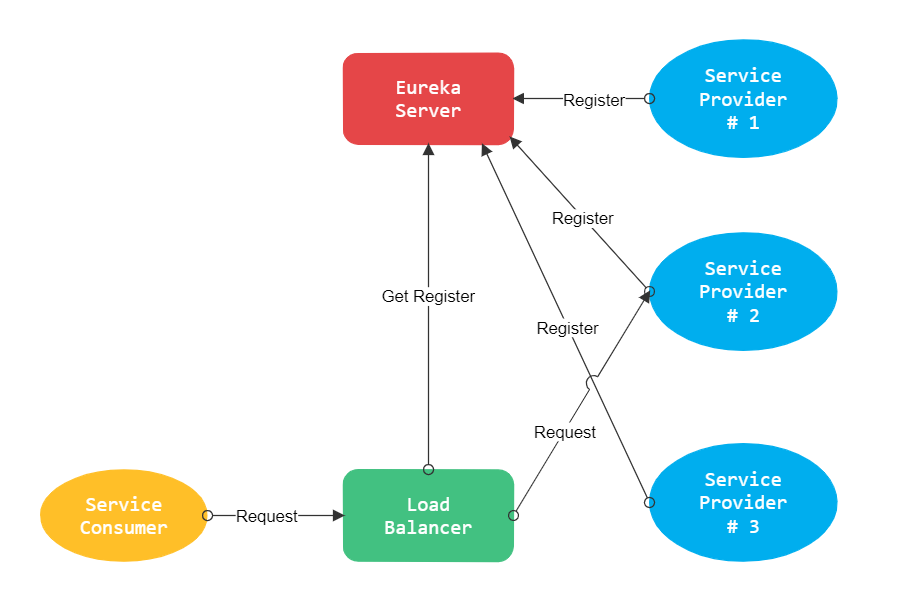 Eureka
Server
Service
Provider
# 1
Register
Register
Service
Provider
# 2
Get Register
Register
Request
Service
Consumer
Request
Load
Balancer
Service
Provider
# 3